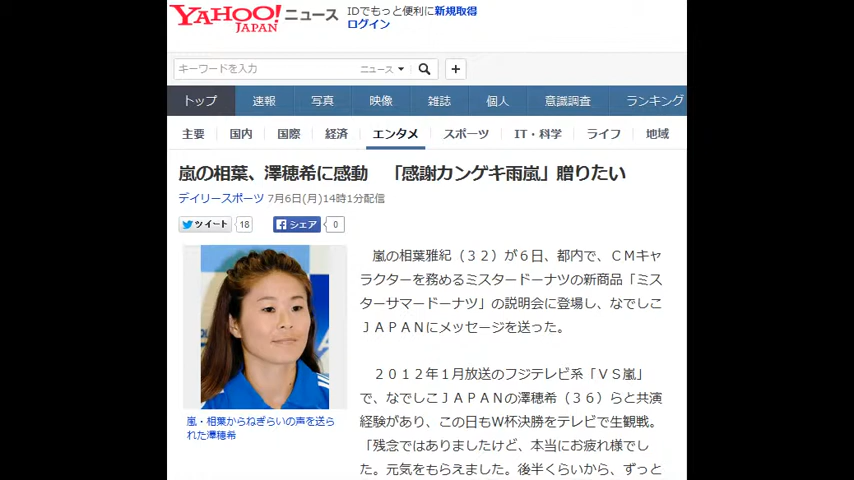 YAHOO! ニュース
JAPAN
IDでもっと便利に新規取得
ログイン
キーワードを入力 ニュース
トップ 速報 写真 映像 雑誌 個人 意識調査 ランキング
主要 国内 国際 経済 エンタメ スポーツ IT・科学 ライフ 地域
嵐の相葉、澤穂希に感動 「感謝カンゲキ雨嵐」贈りたい
デイリースポーツ 7月6日(月)14時1分配信
ツイート 18 シェア 0
嵐の相葉雅紀（３２）が６日、都内で、ＣＭキャ
ラクターを務めるミスタードーナツの新商品「ミス
ターサマードーナツ」の説明会に登場し、なでしこ
ＪＡＰＡＮにメッセージを送った。
２０１２年１月放送のフジテレビ系「ＶＳ嵐」
で、なでしこＪＡＰＡＮの澤穂希（３６）らと共演
経験があり、この日もＷ杯決勝をテレビで生観戦。
「残念ではありましたけど、本当にお疲れ様でし
た。元気をもらえました。後半くらいから、ずっと
嵐・相葉からねぎらいの声を送ら
れた澤穂希